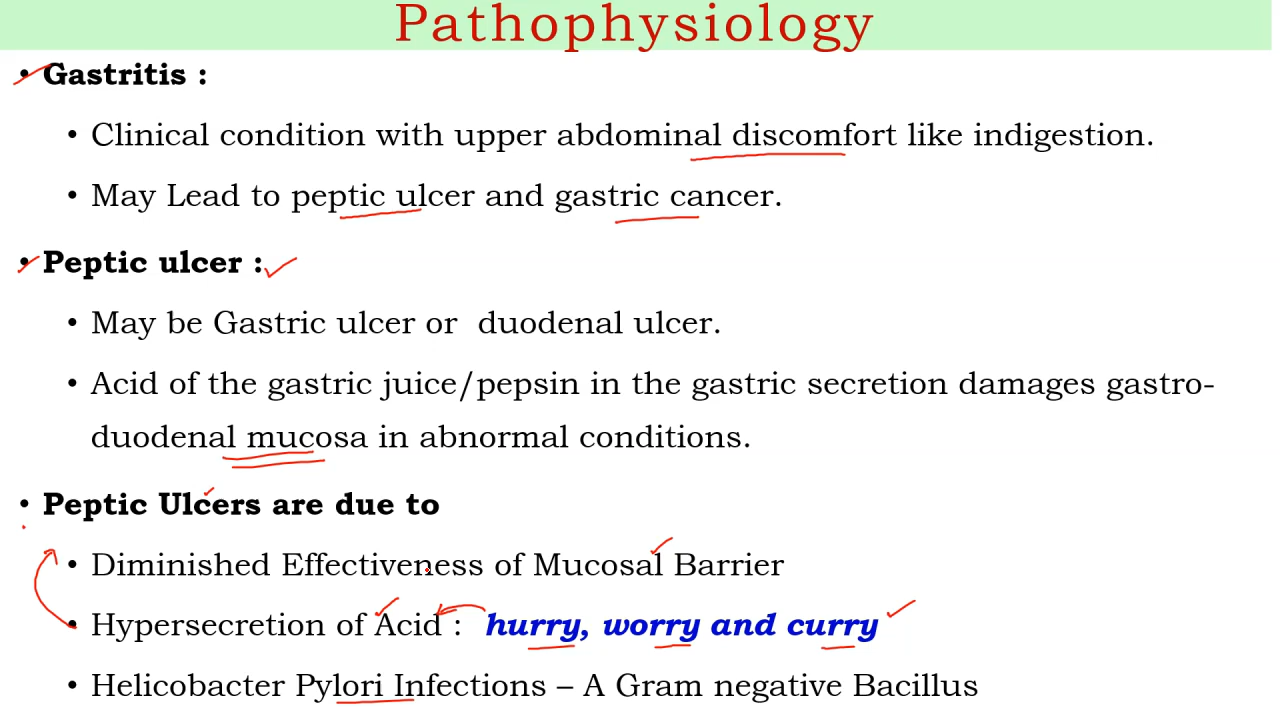 Pathophysiology
• Gastritis :
• Clinical condition with upper abdominal discomfort like indigestion.
• May Lead to peptic ulcer and gastric cancer.
• Peptic ulcer :
• May be Gastric ulcer or duodenal ulcer.
• Acid of the gastric juice/pepsin in the gastric secretion damages gastro-
duodenal mucosa in abnormal conditions.
• Peptic Ulcers are due to
• Diminished Effectiveness of Mucosal Barrier
• Hypersecretion of Acid : hurry, worry and curry
• Helicobacter Pylori Infections – A Gram negative Bacillus